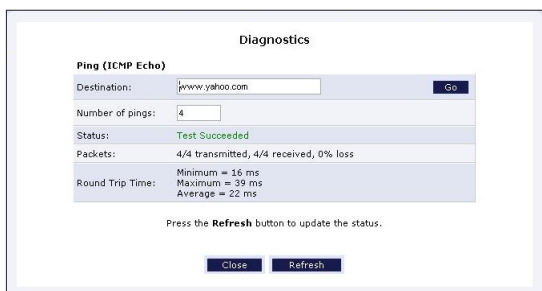 Diagnostics
Ping (ICMP Echo)
Destination: www.yahoo.com Go
Number of pings: 4
Status: Test Succeeded
Packets: 4/4 transmitted, 4/4 received, 0% loss
Round Trip Time: Minimum = 16 ms
Maximum = 39 ms
Average = 22 ms
Press the Refresh button to update the status.
Close Refresh